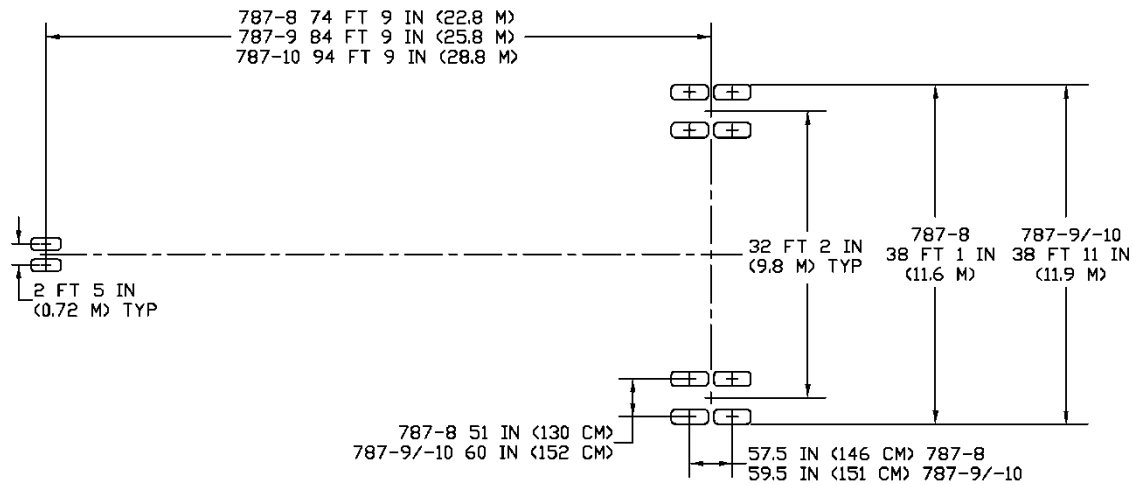 787-8 74 FT 9 IN (22.8 M)
787-9 84 FT 9 IN (25.8 M)
787-10 94 FT 9 IN (28.8 M)
32 FT 2 IN
(9.8 M) TYP
787-8
38 FT 1 IN
(11.6 M)
787-9/-10
38 FT 11 IN
(11.9 M)
2 FT 5 IN
(0.72 M) TYP
787-8 51 IN (130 CM)
787-9/-10 60 IN (152 CM)
57.5 IN (146 CM) 787-8
59.5 IN (151 CM) 787-9/-10